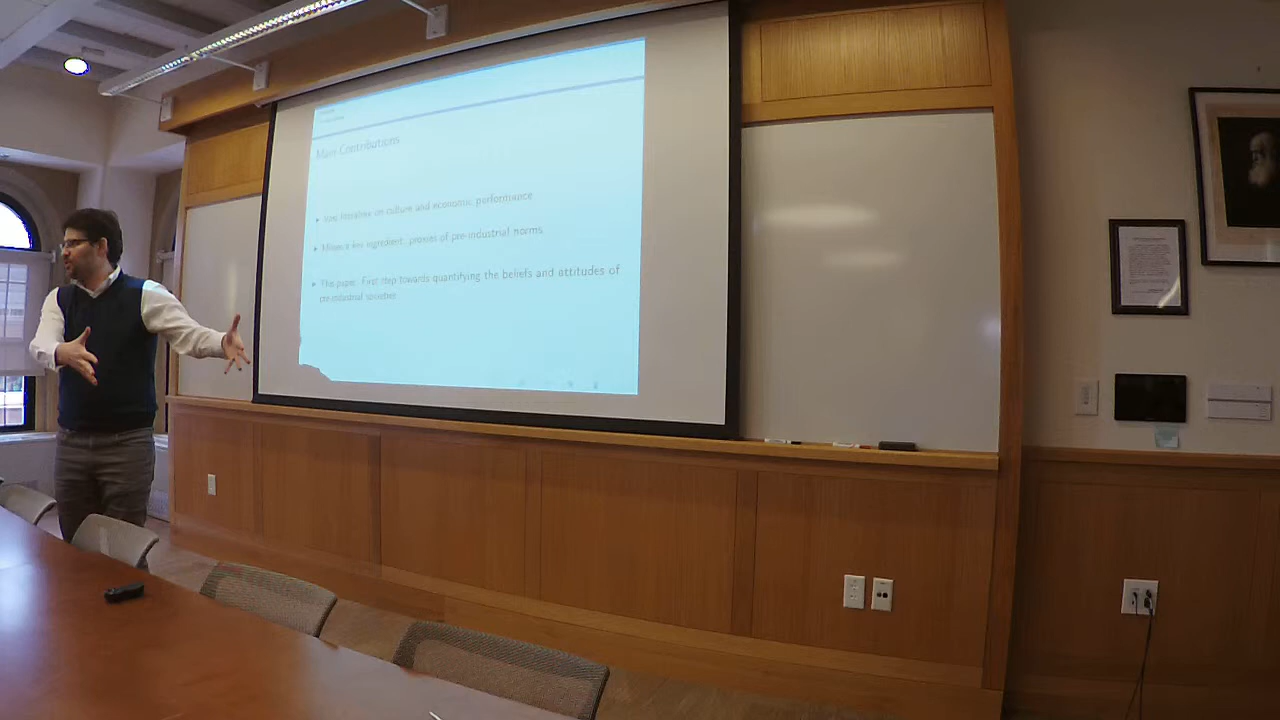 Main Contributions
Vast literature on culture and economic performance
Missing key ingredient: proxies of pre-industrial norms
This paper: First step towards quantifying the beliefs and attitudes of
pre-industrial societies